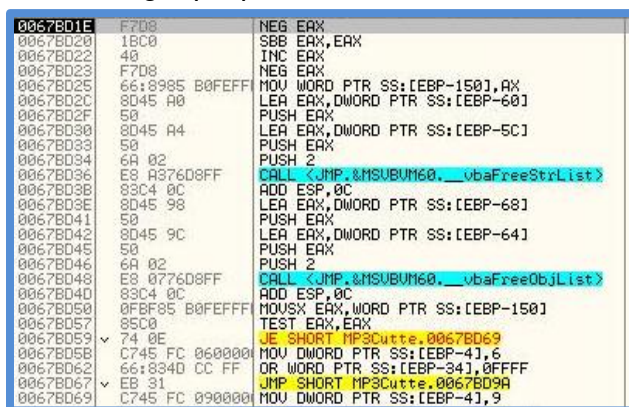 0067BD1E F7D8 NEG EAX
0067BD20 1BC0 SBB EAX,EAX
0067BD22 40 INC EAX
0067BD23 F7D8 NEG EAX
0067BD25 66:8985 B0FEFF MOV WORD PTR SS:[EBP-150],AX
0067BD2C 8D45 A0 LEA EAX,DWORD PTR SS:[EBP-60]
0067BD2F 50 PUSH EAX
0067BD30 8D45 A4 LEA EAX,DWORD PTR SS:[EBP-5C]
0067BD33 50 PUSH EAX
0067BD34 6A 02 PUSH 2
0067BD36 E8 A376D8FF CALL <JMP.&MSVBVM60.__vbaFreeStrList>
0067BD3B 83C4 0C ADD ESP,0C
0067BD3E 8D45 98 LEA EAX,DWORD PTR SS:[EBP-68]
0067BD41 50 PUSH EAX
0067BD42 8D45 9C LEA EAX,DWORD PTR SS:[EBP-64]
0067BD45 50 PUSH EAX
0067BD46 6A 02 PUSH 2
0067BD48 E8 0776D8FF CALL <JMP.&MSVBVM60.__vbaFreeObjList>
0067BD4D 83C4 0C ADD ESP,0C
0067BD50 0FBF85 B0FEFFF MOVSX EAX,WORD PTR SS:[EBP-150]
0067BD57 85C0 TEST EAX,EAX
0067BD59 74 0E JE SHORT MP3Cutte.0067BD69
0067BD5B C745 FC 060000 MOV DWORD PTR SS:[EBP-4],6
0067BD62 66:834D CC FF OR WORD PTR SS:[EBP-34],0FFFF
0067BD67 EB 31 JMP SHORT MP3Cutte.0067BD9A
0067BD69 C745 FC 090000 MOV DWORD PTR SS:[EBP-4],9